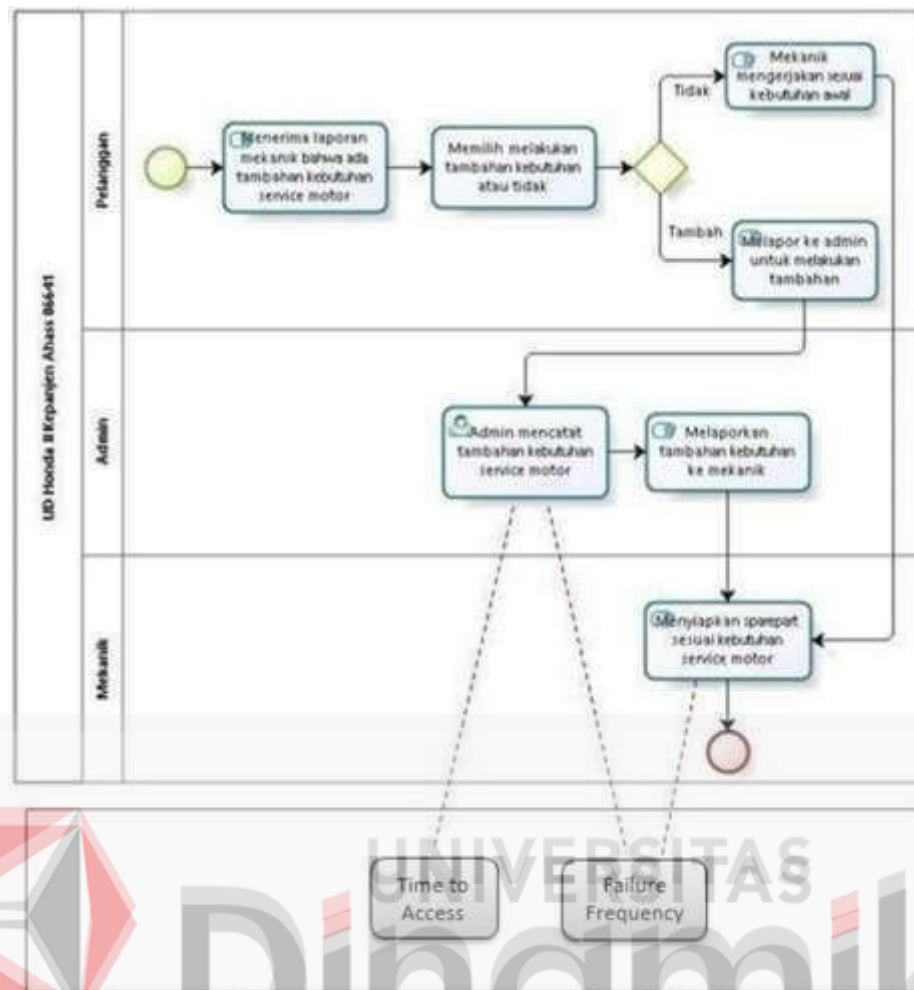 UD Honda II Kepanjen Ahass 06641
Pelanggan
Menerima laporan
mekanik bahwa ada
tambahan kebutuhan
service motor
Memilih melakukan
tambahan kebutuhan
atau tidak
Tidak
Mekanik
mengerjakan sesuai
kebutuhan awal
Tambah
Melapor ke admin
untuk melakukan
tambahan
Admin
Admin mencatat
tambahan kebutuhan
service motor
Melaporkan
tambahan kebutuhan
ke mekanik
Mekanik
Menyiapkan sparepart
sesuai kebutuhan
service motor
Time to
Access
Failure
Frequency
UNIVERSITAS
Dinamik